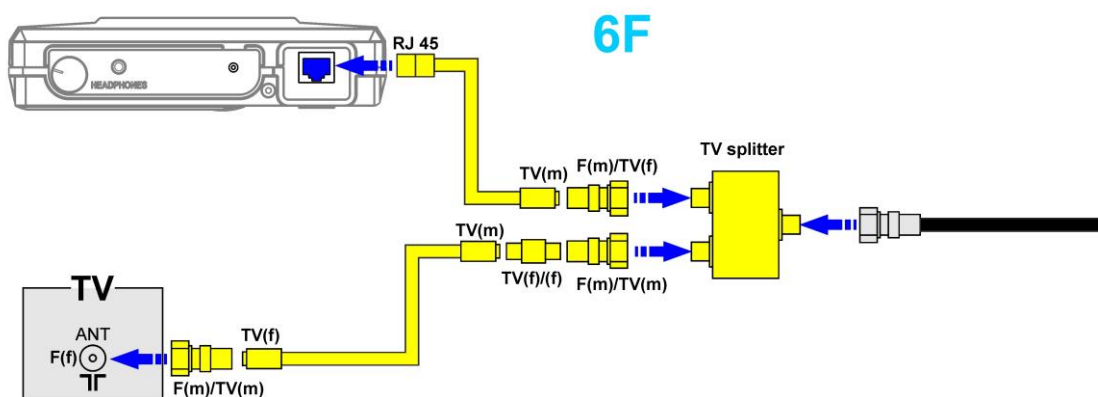 6F
RJ 45
HEADPHONES
TV splitter
TV(m)
F(m)/TV(f)
TV(m)
TV(f)/(f)
F(m)/TV(m)
TV
ANT
F(f)
TV(f)
F(m)/TV(m)